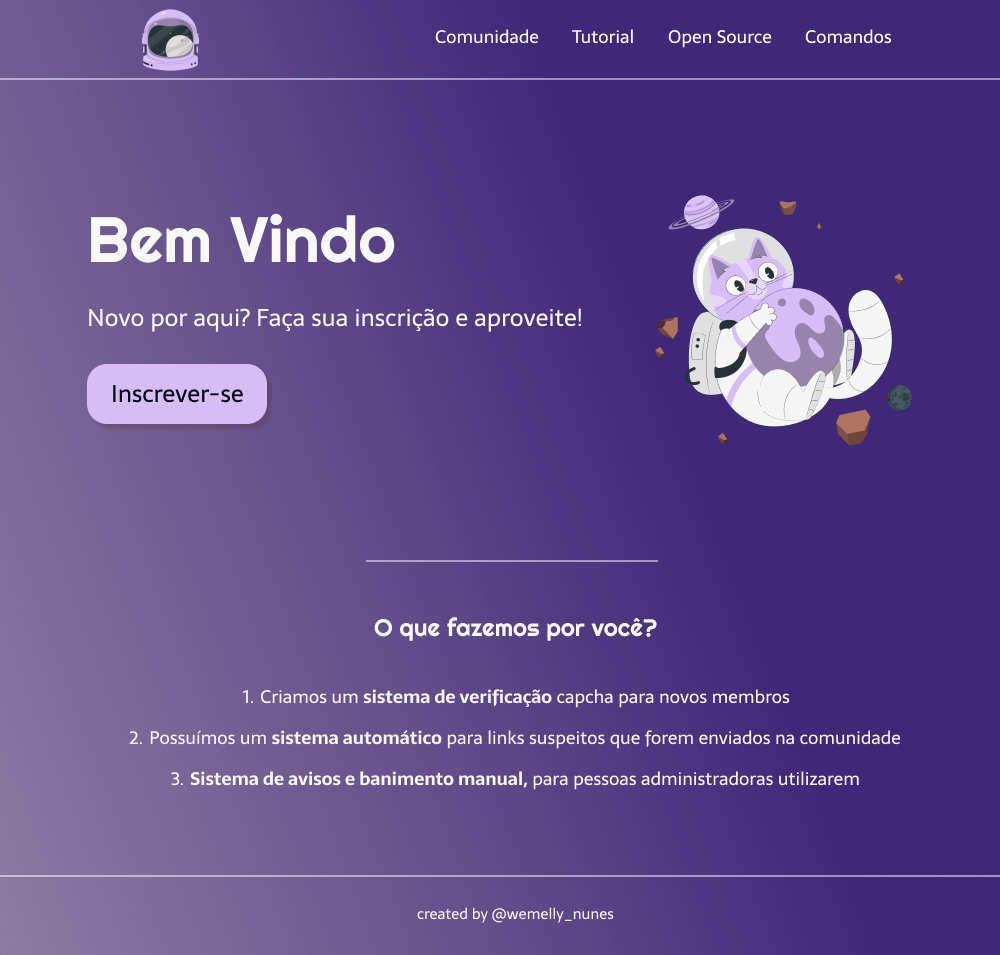 Comunidade Tutorial Open Source Comandos
Bem Vindo
Novo por aqui? Faça sua inscrição e aproveite!
Inscrever-se
O que fazemos por você?
1. Criamos um sistema de verificação capcha para novos membros
2. Possuímos um sistema automático para links suspeitos que forem enviados na comunidade
3. Sistema de avisos e banimento manual, para pessoas administradoras utilizarem
created by @wemelly_nunes